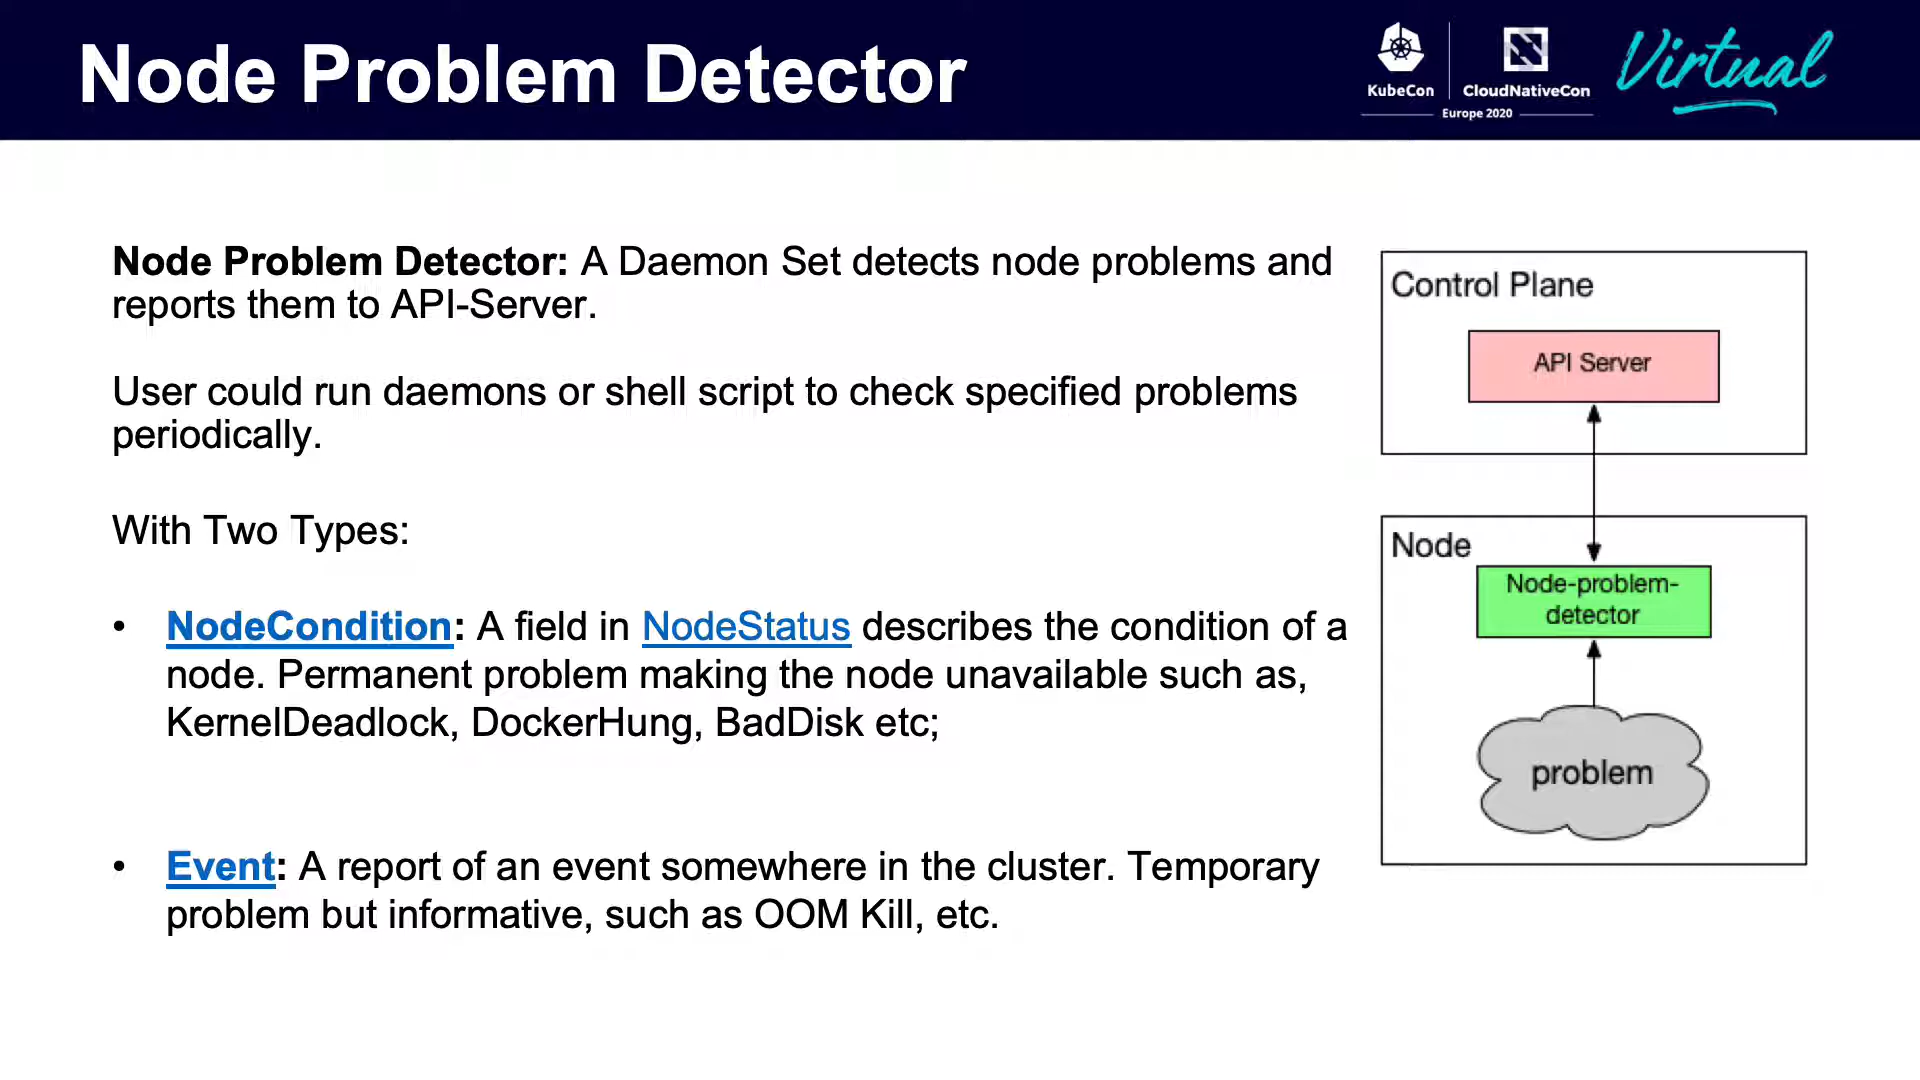 Node Problem Detector
KubeCon
CloudNativeCon
Europe 2020
Virtual
Node Problem Detector: A Daemon Set detects node problems and
reports them to API-Server.
User could run daemons or shell script to check specified problems
periodically.
With Two Types:
• NodeCondition: A field in NodeStatus describes the condition of a
node. Permanent problem making the node unavailable such as,
KernelDeadlock, DockerHung, BadDisk etc;
• Event: A report of an event somewhere in the cluster. Temporary
problem but informative, such as OOM Kill, etc.
Control Plane
API Server
Node
Node-problem-
detector
problem